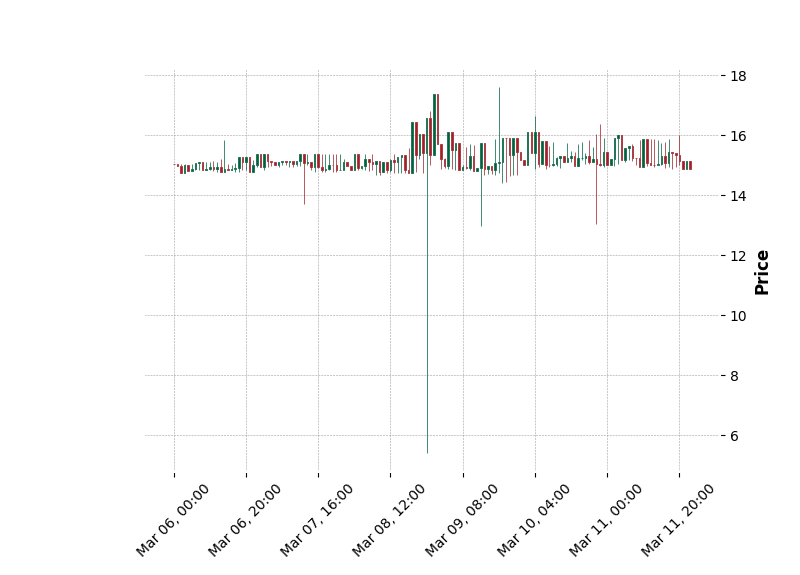 18
16
14
12
10
8
6
Price
Mar 06, 00:00
Mar 06, 20:00
Mar 07, 16:00
Mar 08, 12:00
Mar 09, 08:00
Mar 10, 04:00
Mar 11, 00:00
Mar 11, 20:00